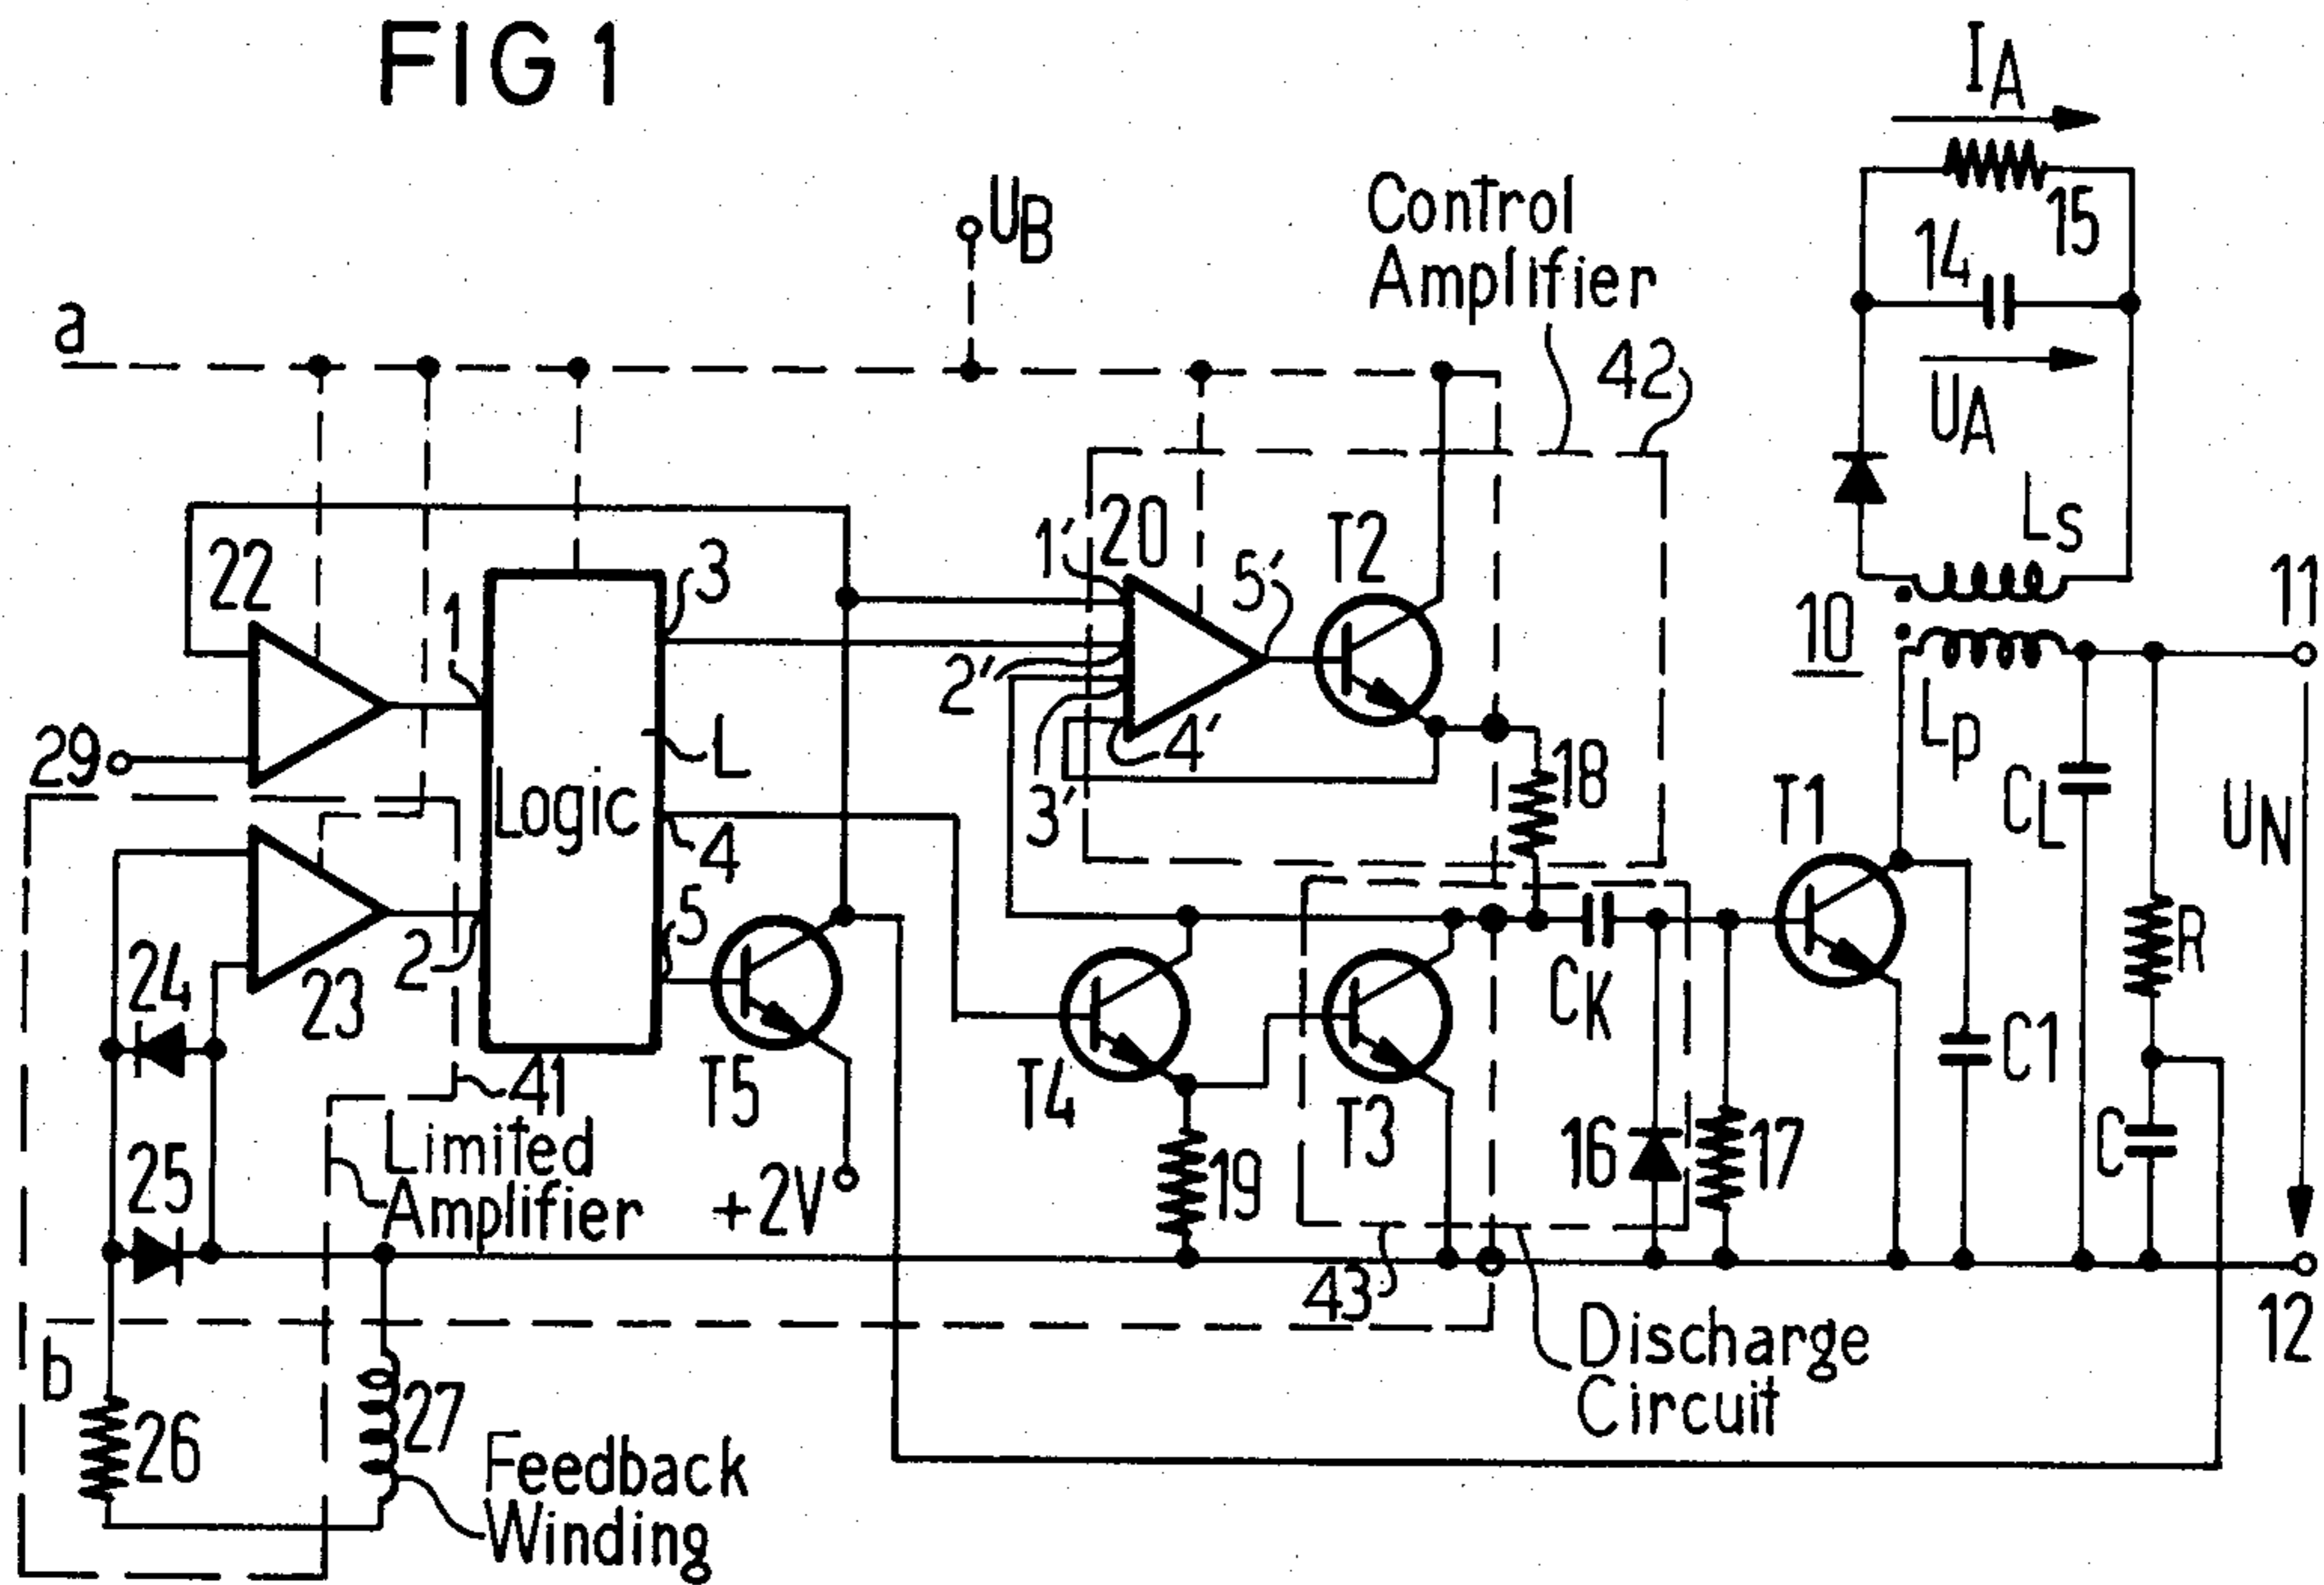 FIG 1
IA
15
14
UA
UB
Control
Amplifier
42
a
LS
11
10
LP
CL
UN
R
C
C1
12
22
1
3
29
Logic
L
4
5
2
23
24
25
41
Limited
Amplifier
T5
+2V
1'
20
2'
3'
4'
5'
T2
18
T1
CK
T4
T3
19
16
17
43
Discharge
Circuit
b
26
27
Feedback
Winding